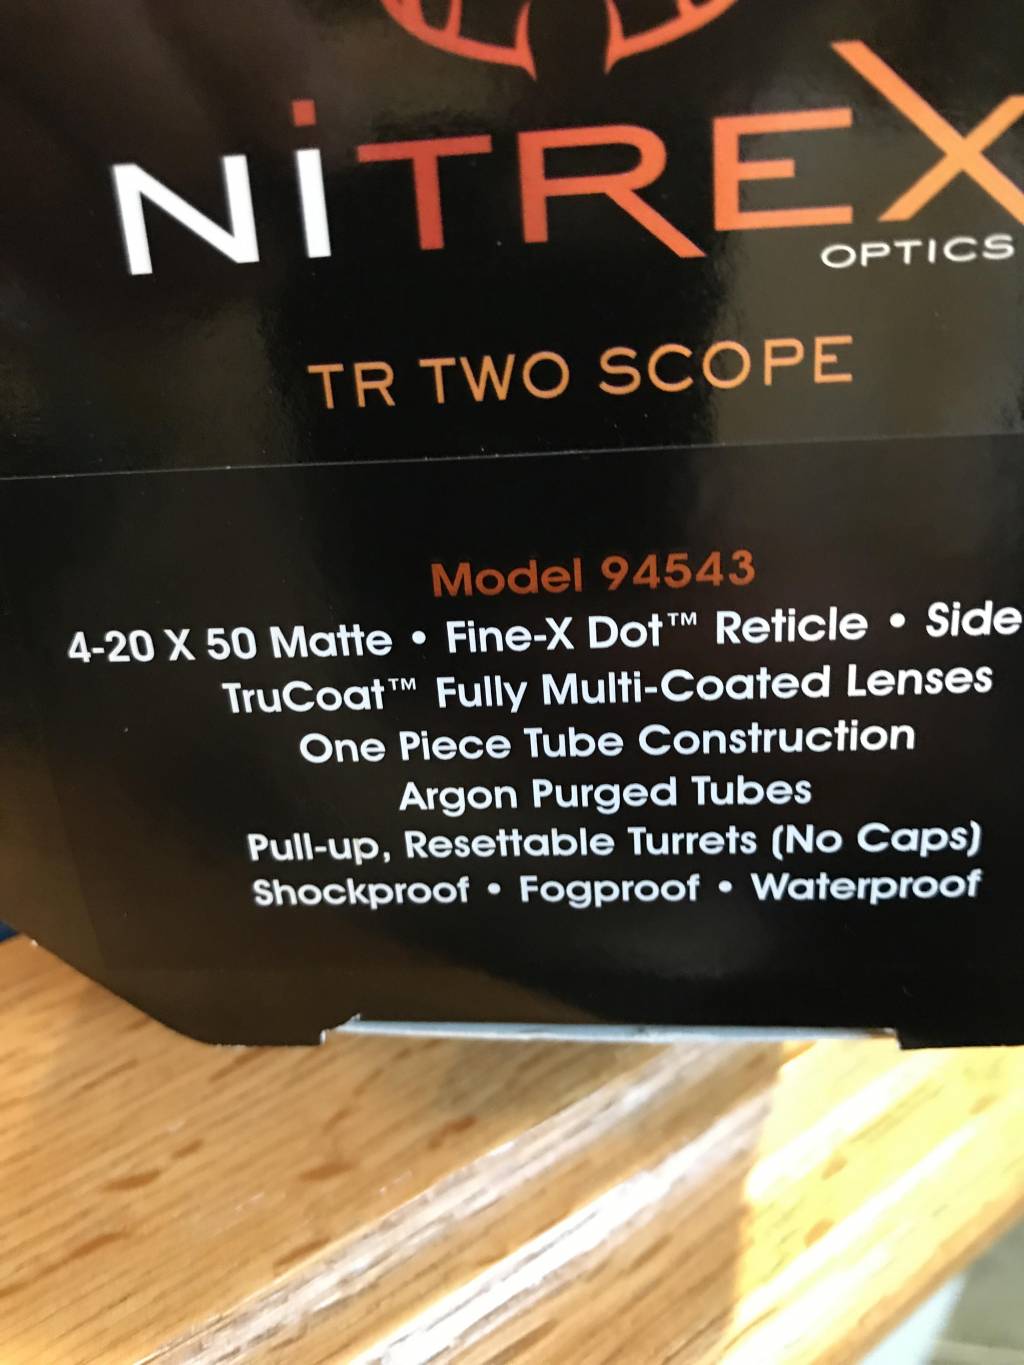 NiTREX
OPTICS
TR TWO SCOPE
Model 94543
4-20 X 50 Matte • Fine-X Dot™ Reticle • Side
TruCoat™ Fully Multi-Coated Lenses
One Piece Tube Construction
Argon Purged Tubes
Pull-up, Resettable Turrets (No Caps)
Shockproof • Fogproof • Waterproof